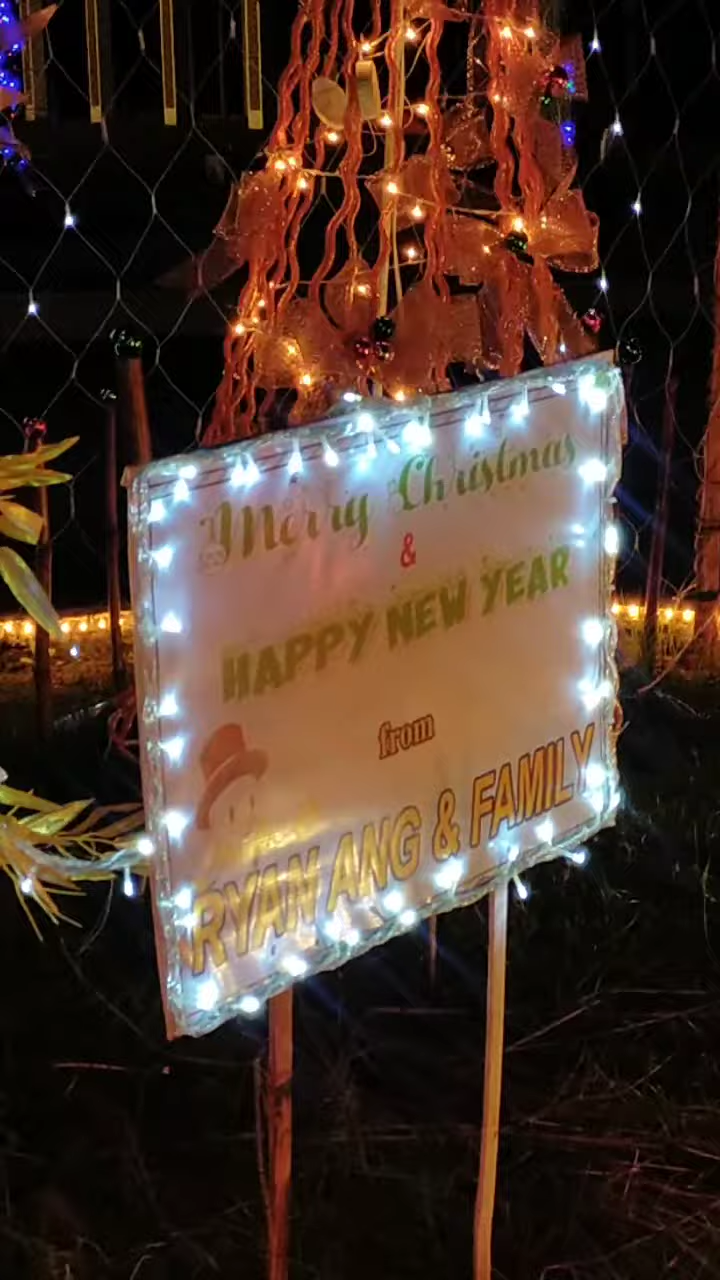 Merry Christmas
&
HAPPY NEW YEAR
from
RYAN ANG & FAMILY